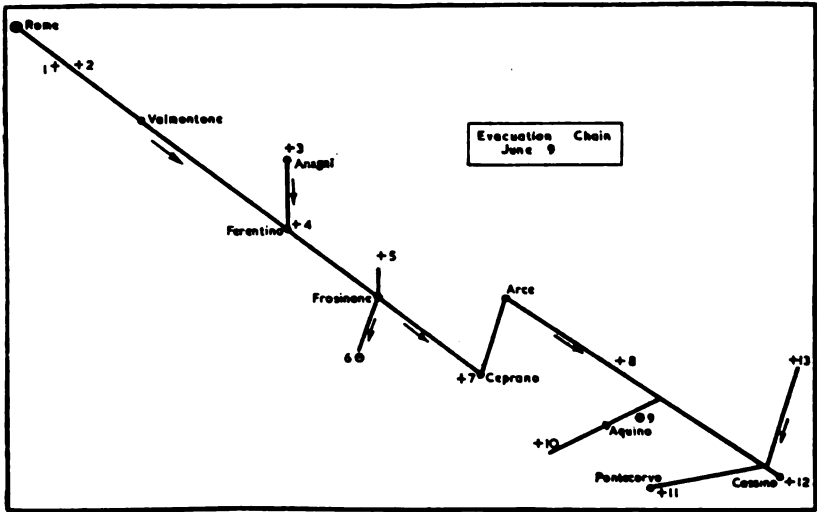 Rome
1+ +2
Valmontone
Evacuation Chain
June 9
+3
Anagni
Ferentino +4
+5
Frosinone
Arce
6
+7 Ceprano
+8
+13
9
Aquino
+10
Pontecorvo
+11
Cassino +12